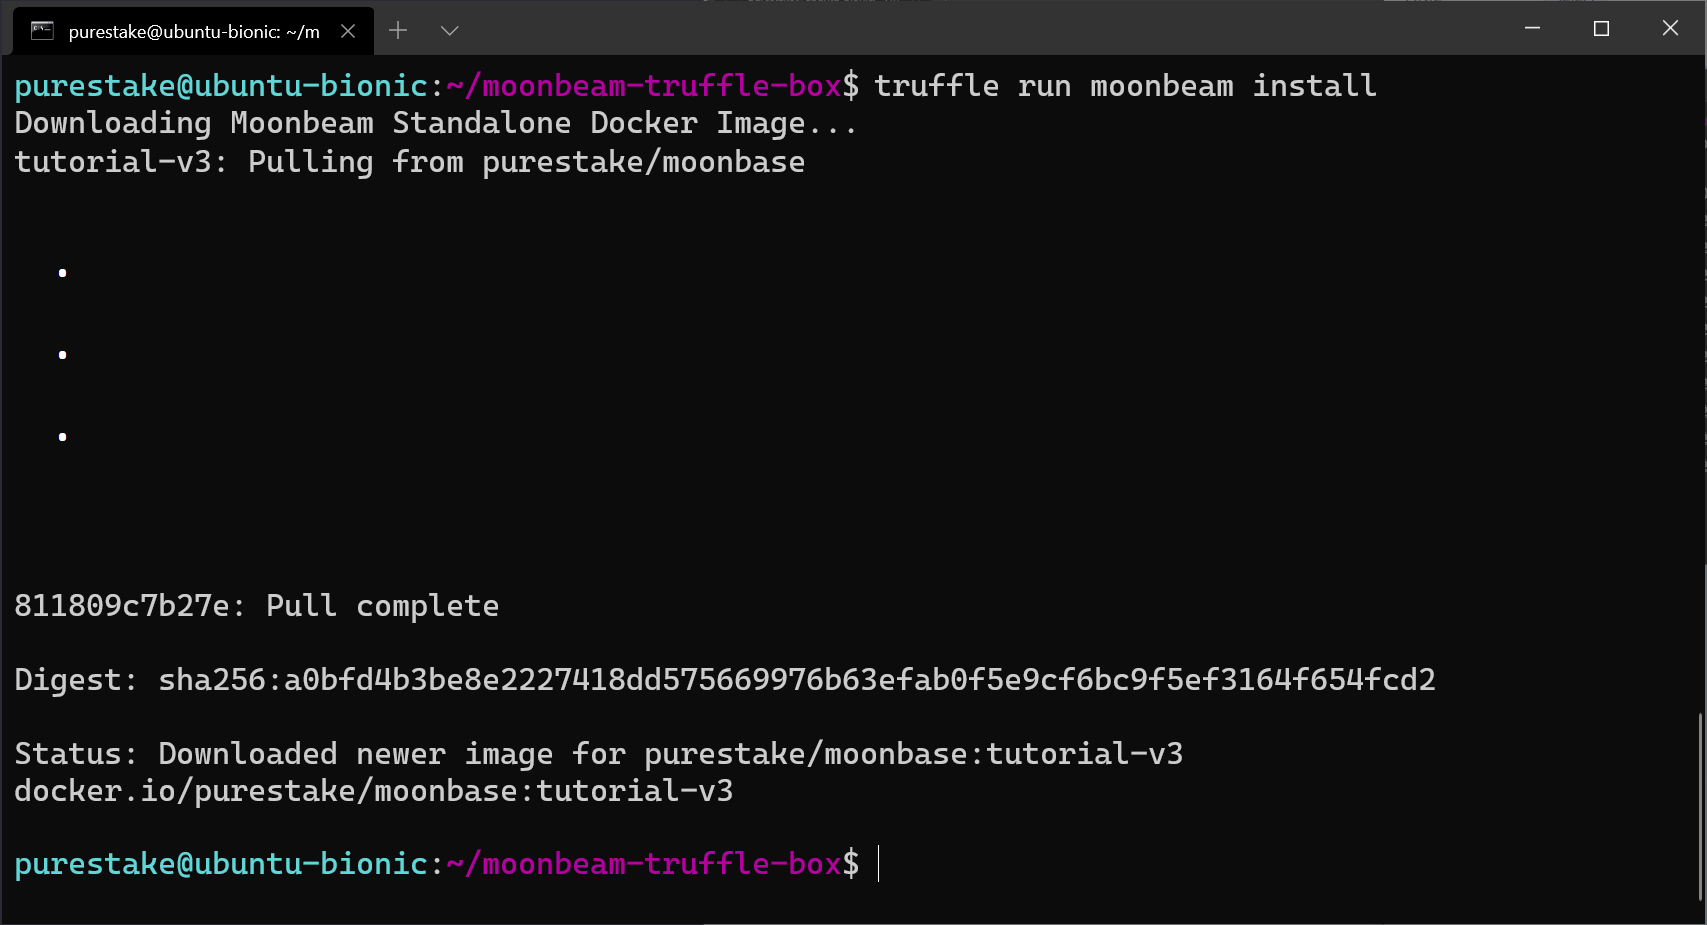 purestake@ubuntu-bionic: ~/m
purestake@ubuntu-bionic:~/moonbeam-truffle-box$ truffle run moonbeam install
Downloading Moonbeam Standalone Docker Image...
tutorial-v3: Pulling from purestake/moonbase
.
.
.
811809c7b27e: Pull complete
Digest: sha256:a0bfd4b3be8e2227418dd575669976b63efab0f5e9cf6bc9f5ef3164f654fcd2
Status: Downloaded newer image for purestake/moonbase:tutorial-v3
docker.io/purestake/moonbase:tutorial-v3
purestake@ubuntu-bionic:~/moonbeam-truffle-box$